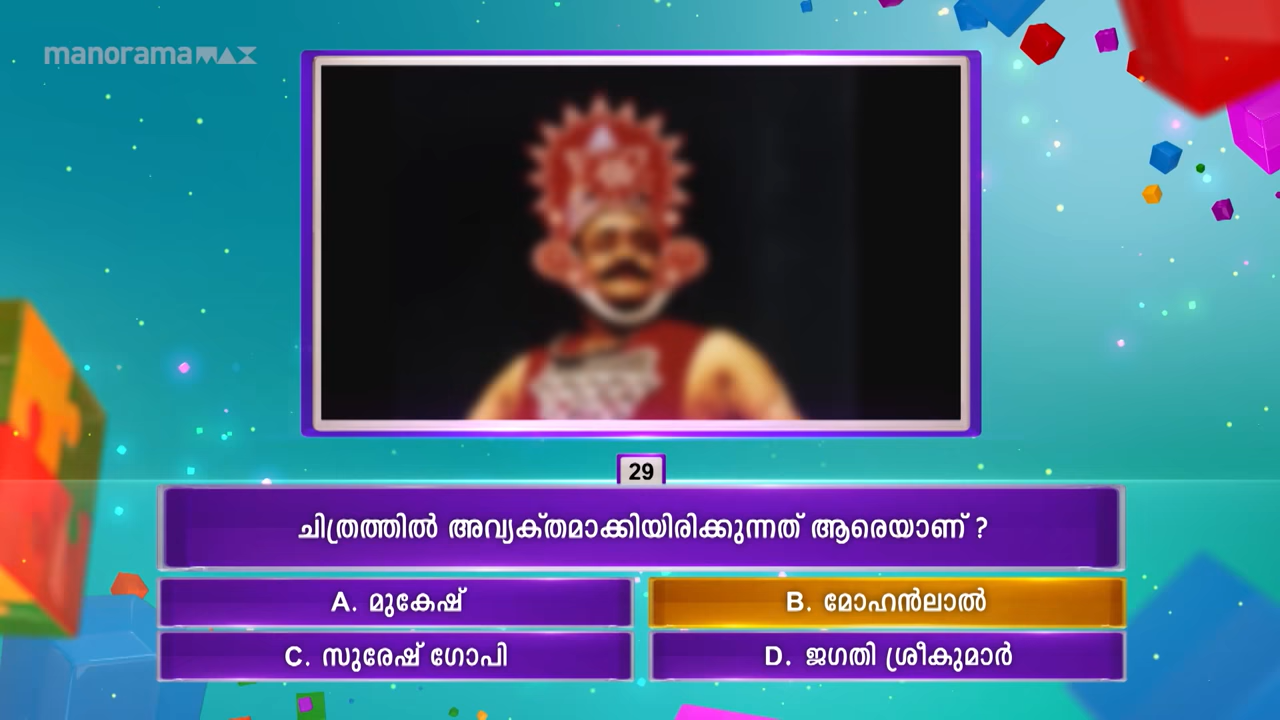 manoramaMAX
29
ചിത്രത്തിൽ അവ്യക്തമാക്കിയിരിക്കുന്നത് ആരെയാണ് ?
A. മുകേഷ്
B. മോഹൻലാൽ
C. സുരേഷ് ഗോപി
D. ജഗതി ശ്രീകുമാർ